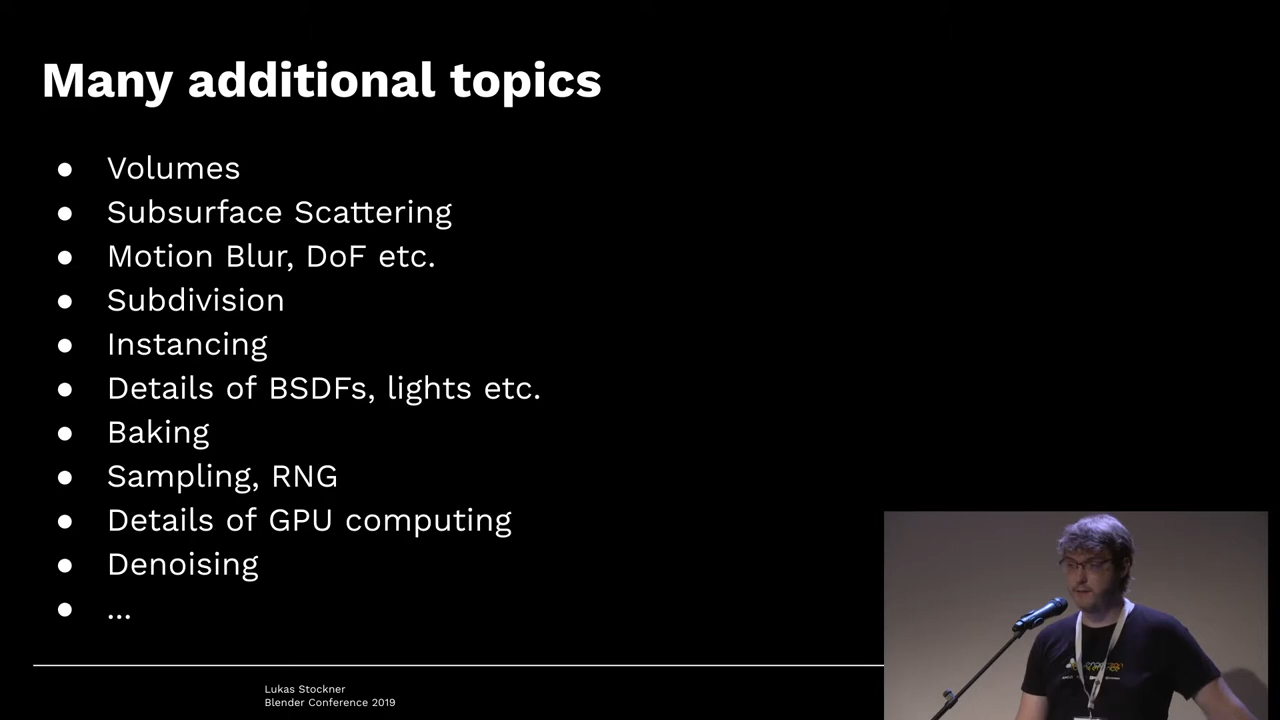 Many additional topics
● Volumes
● Subsurface Scattering
● Motion Blur, DoF etc.
● Subdivision
● Instancing
● Details of BSDFs, lights etc.
● Baking
● Sampling, RNG
● Details of GPU computing
● Denoising
● ...
Lukas Stockner
Blender Conference 2019